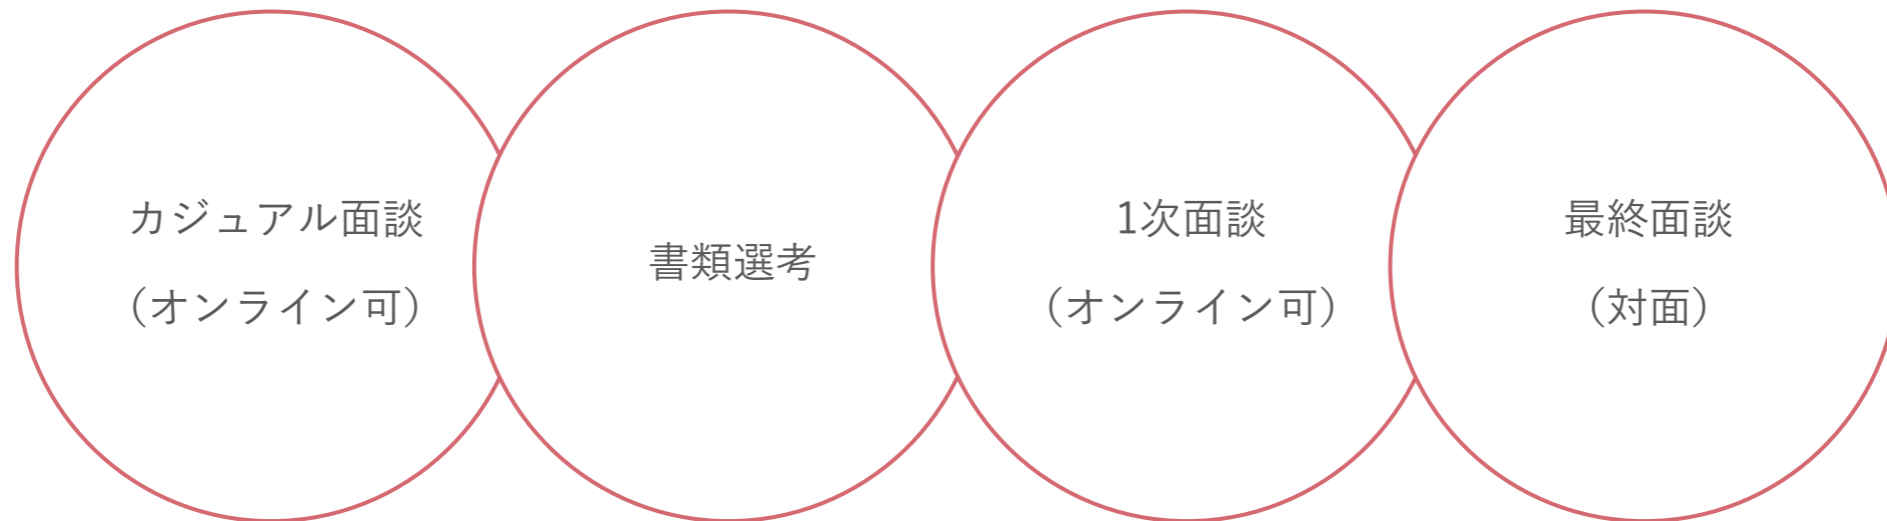 カジュアル面談
（オンライン可）
書類選考
1次面談
（オンライン可）
最終面談
（対面）